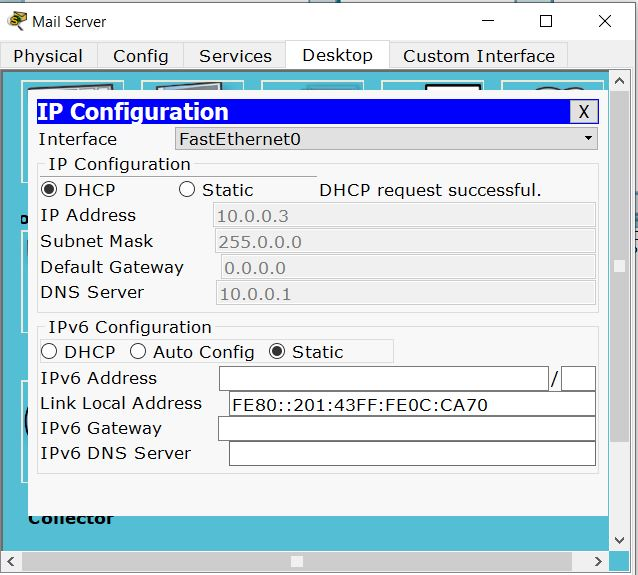 Mail Server
Physical Config Services Desktop Custom Interface
IP Configuration X
Interface FastEthernet0
IP Configuration
DHCP Static DHCP request successful.
IP Address 10.0.0.3
Subnet Mask 255.0.0.0
Default Gateway 0.0.0.0
DNS Server 10.0.0.1
IPv6 Configuration
DHCP Auto Config Static
IPv6 Address /
Link Local Address FE80::201:43FF:FE0C:CA70
IPv6 Gateway
IPv6 DNS Server
Collector